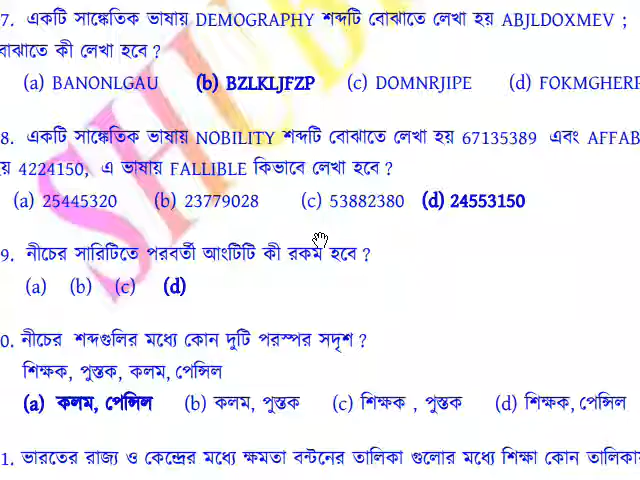 7. একটি সাঙ্কেতিক ভাষায় DEMOGRAPHY শব্দটি বোঝাতে লেখা হয় ABJLDOXMEV ;
বোঝাতে কী লেখা হবে ?
(a) BANONLGAU (b) BZLKLJFZP (c) DOMNRJIPE (d) FOKMGHERP
8. একটি সাঙ্কেতিক ভাষায় NOBILITY শব্দটি বোঝাতে লেখা হয় 67135389 এবং AFFAB
য় 4224150, এ ভাষায় FALLIBLE কিভাবে লেখা হবে ?
(a) 25445320 (b) 23779028 (c) 53882380 (d) 24553150
9. নীচের সারিটিতে পরবর্তী আংটিটি কী রকম হবে ?
(a) (b) (c) (d)
0. নীচের শব্দগুলির মধ্যে কোন দুটি পরস্পর সদৃশ ?
শিক্ষক, পুস্তক, কলম, পেন্সিল
(a) কলম, পেন্সিল (b) কলম, পুস্তক (c) শিক্ষক , পুস্তক (d) শিক্ষক, পেন্সিল
1. ভারতের রাজ্য ও কেন্দ্রের মধ্যে ক্ষমতা বন্টনের তালিকা গুলোর মধ্যে শিক্ষা কোন তালিকা